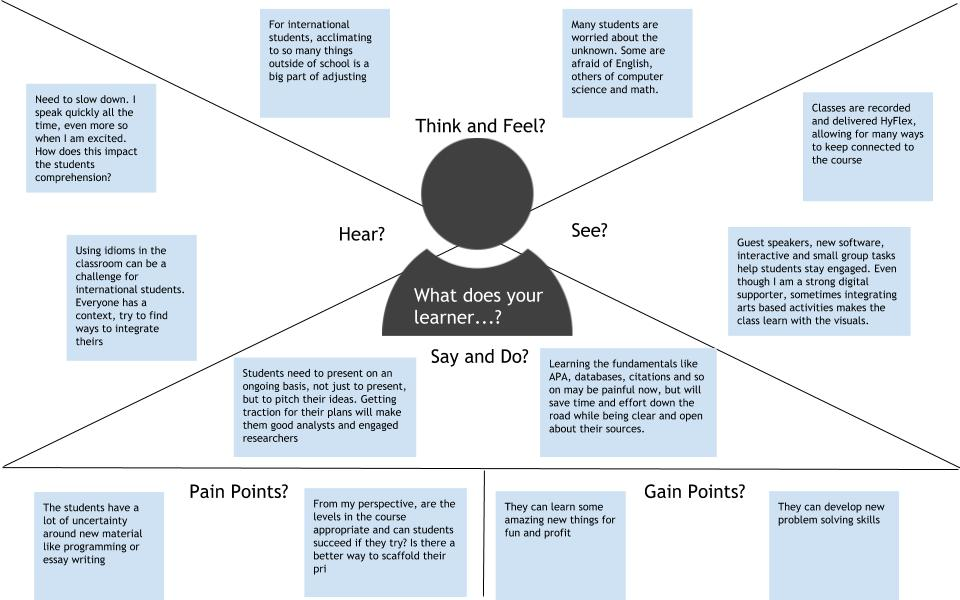 For international
students, acclimating
to so many things
outside of school is a
big part of adjusting
Many students are
worried about the
unknown. Some are
afraid of English,
others of computer
science and math.
Think and Feel?
Need to slow down. I
speak quickly all the
time, even more so
when I am excited.
How does this impact
the students
comprehension?
Classes are recorded
and delivered HyFlex,
allowing for many ways
to keep connected to
the course
Hear?
See?
Using idioms in the
classroom can be a
challenge for
international students.
Everyone has a
context, try to find
ways to integrate
theirs
Guest speakers, new software,
interactive and small group tasks
help students stay engaged. Even
though I am a strong digital
supporter, sometimes integrating
arts based activities makes the
class learn with the visuals.
What does your
learner...?
Say and Do?
Students need to present on an
ongoing basis, not just to present,
but to pitch their ideas. Getting
traction for their plans will make
them good analysts and engaged
researchers
Learning the fundamentals like
APA, databases, citations and so
on may be painful now, but will
save time and effort down the
road while being clear and open
about their sources.
Pain Points?
The students have a
lot of uncertainty
around new material
like programming or
essay writing
From my perspective, are the
levels in the course
appropriate and can students
succeed if they try? Is there a
better way to scaffold their
pri
Gain Points?
They can learn some
amazing new things for
fun and profit
They can develop new
problem solving skills